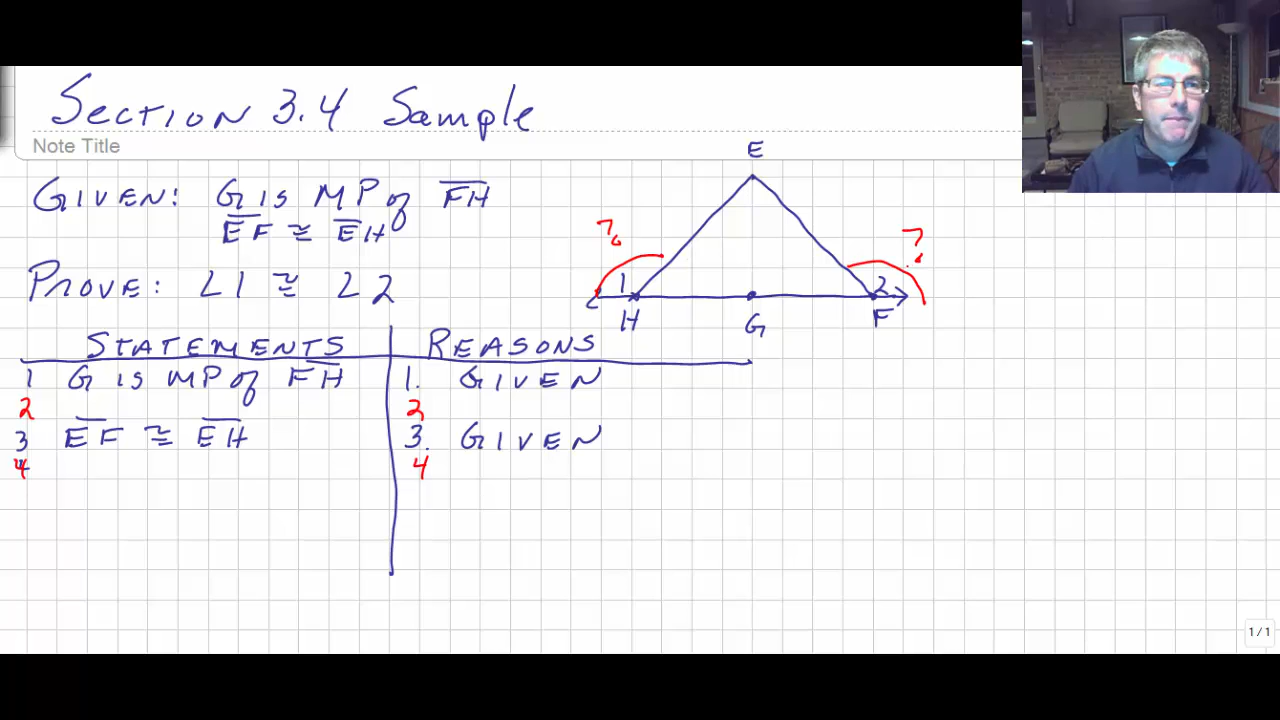 Section 3.4 Sample
Note Title
GIVEN: G IS MP of FH
EF ≅ EH
PROVE: ∠1 ≅ ∠2
E
?
?
1
2
H
G
F
STATEMENTS REASONS
1 G IS MP of FH 1. GIVEN
2 2
3 EF ≅ EH 3. GIVEN
4 4
1/1